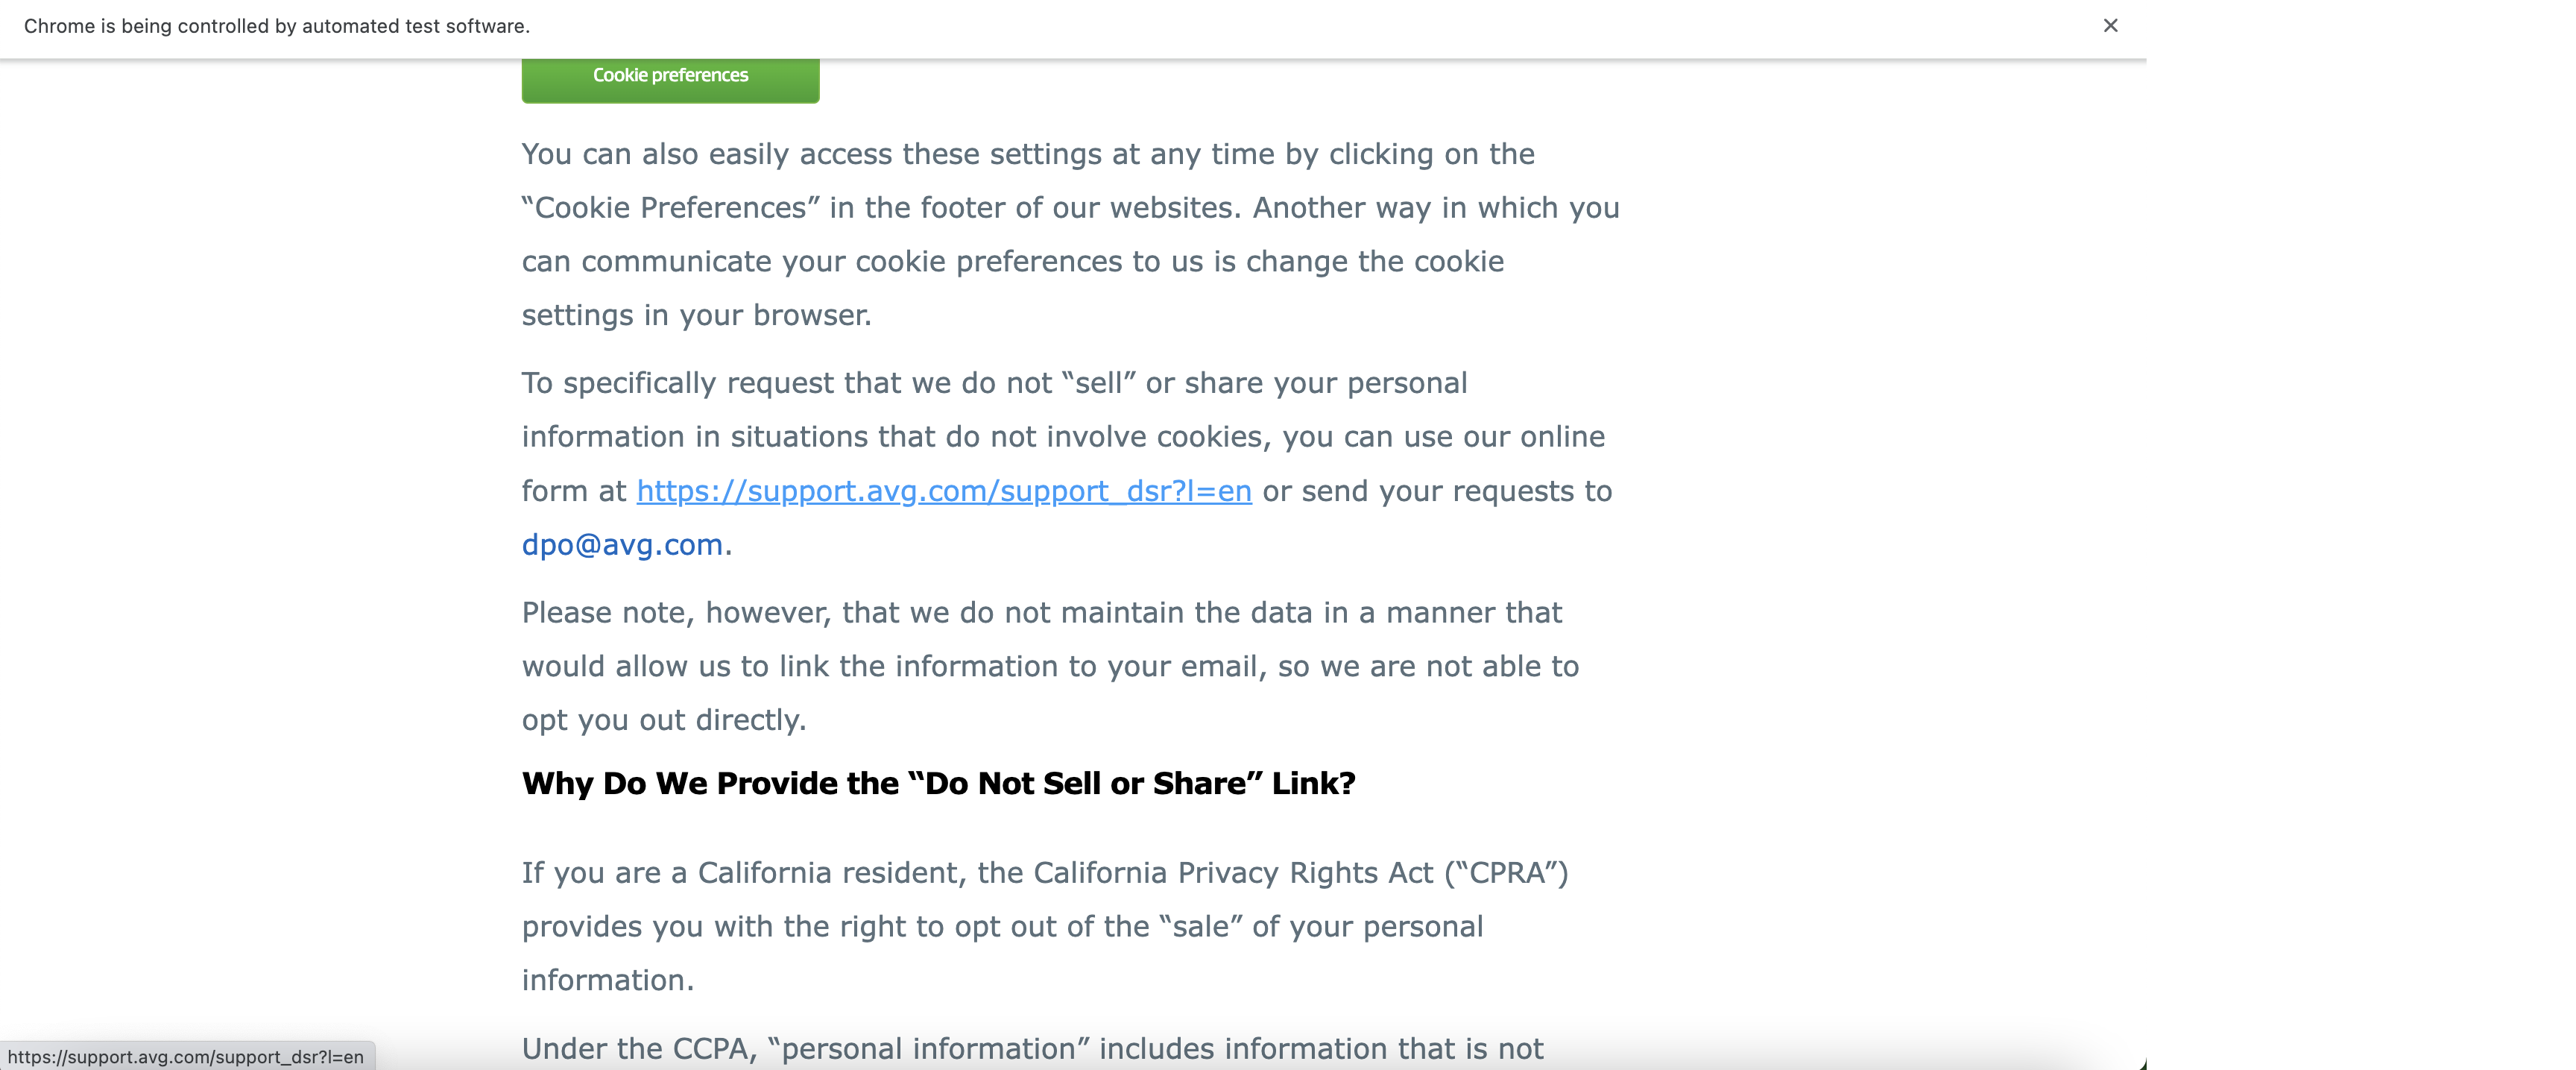 Chrome is being controlled by automated test software.
Cookie preferences
You can also easily access these settings at any time by clicking on the
“Cookie Preferences” in the footer of our websites. Another way in which you
can communicate your cookie preferences to us is change the cookie
settings in your browser.
To specifically request that we do not “sell” or share your personal
information in situations that do not involve cookies, you can use our online
form at https://support.avg.com/support_dsr?l=en or send your requests to
dpo@avg.com.
Please note, however, that we do not maintain the data in a manner that
would allow us to link the information to your email, so we are not able to
opt you out directly.
Why Do We Provide the “Do Not Sell or Share” Link?
If you are a California resident, the California Privacy Rights Act (“CPRA”)
provides you with the right to opt out of the “sale” of your personal
information.
Under the CCPA, “personal information” includes information that is not
https://support.avg.com/support_dsr?l=en